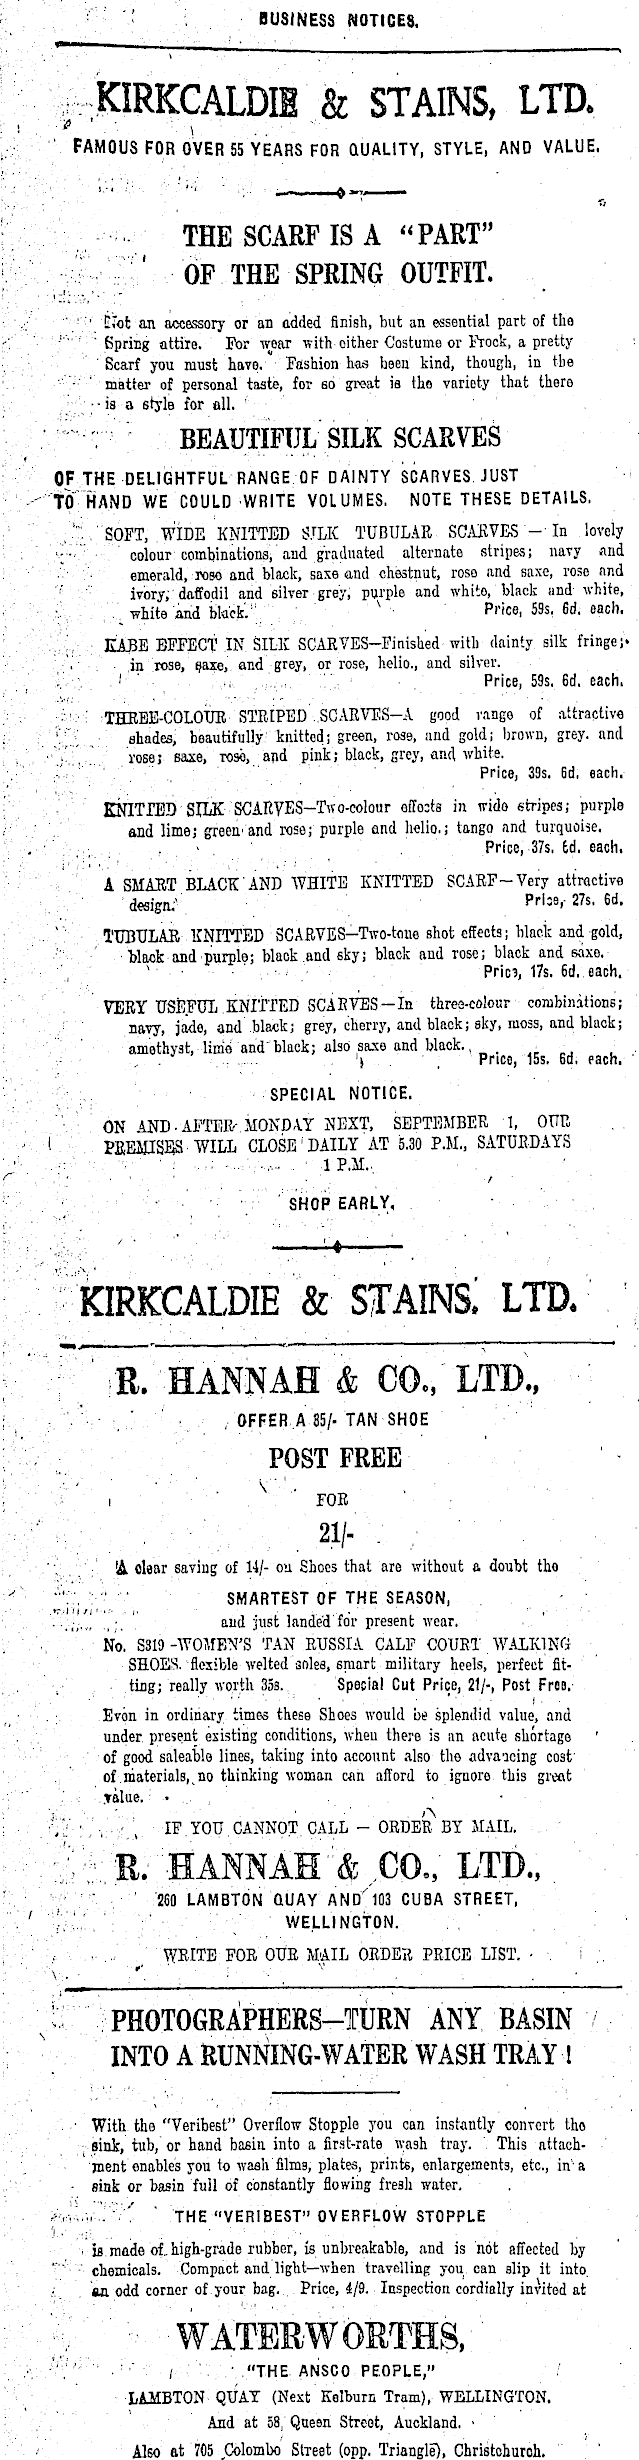 BUSINESS NOTICES.
KIRKCALDIE & STAINS, LTD.
FAMOUS FOR OVER 55 YEARS FOR QUALITY, STYLE, AND VALUE.
THE SCARF IS A "PART"
OF THE SPRING OUTFIT.
Not an accessory or an added finish, but an essential part of the
Spring attire. For wear with either Costume or Frock, a pretty
Scarf you must have. Fashion has been kind, though, in the
matter of personal taste, for so great is the variety that there
is a style for all.
BEAUTIFUL SILK SCARVES
OF THE DELIGHTFUL RANGE OF DAINTY SCARVES JUST
TO HAND WE COULD WRITE VOLUMES. NOTE THESE DETAILS.
SOFT, WIDE KNITTED SILK TUBULAR SCARVES — In lovely
colour combinations, and graduated alternate stripes; navy and
emerald, rose and black, saxe and chestnut, rose and saxe, rose and
ivory, daffodil and silver grey, purple and white, black and white,
white and black. Price, 59s. 6d. each.
KABE EFFECT IN SILK SCARVES—Finished with dainty silk fringe;
in rose, saxe, and grey, or rose, helio., and silver.
Price, 59s. 6d. each.
THREE-COLOUR STRIPED SCARVES—A good range of attractive
shades, beautifully knitted; green, rose, and gold; brown, grey, and
rose; saxe, rose, and pink; black, grey, and white.
Price, 39s. 6d. each.
KNITTED SILK SCARVES—Two-colour effects in wide stripes; purple
and lime; green and rose; purple and helio.; tango and turquoise.
Price, 37s. 6d. each.
A SMART BLACK AND WHITE KNITTED SCARF—Very attractive
design. Price, 27s. 6d.
TUBULAR KNITTED SCARVES—Two-tone shot effects; black and gold,
black and purple; black and sky; black and rose; black and saxe.
Price, 17s. 6d. each.
VERY USEFUL KNITTED SCARVES—In three-colour combinations;
navy, jade, and black; grey, cherry, and black; sky, moss, and black;
amethyst, lime and black; also saxe and black.
Price, 15s. 6d. each.
SPECIAL NOTICE.
ON AND AFTER MONDAY NEXT, SEPTEMBER 1, OUR
PREMISES WILL CLOSE DAILY AT 5.30 P.M., SATURDAYS
1 P.M.
SHOP EARLY.
KIRKCALDIE & STAINS, LTD.
R. HANNAH & CO., LTD.,
OFFER A 35/- TAN SHOE
POST FREE
FOR
21/-
A clear saving of 14/- on Shoes that are without a doubt the
SMARTEST OF THE SEASON,
and just landed for present wear.
No. S319 -WOMEN'S TAN RUSSIA CALF COURT WALKING
SHOES. flexible welted soles, smart military heels, perfect fit-
ting; really worth 35s. Special Cut Price, 21/-, Post Free.
Even in ordinary times these Shoes would be splendid value, and
under present existing conditions, when there is an acute shortage
of good saleable lines, taking into account also the advancing cost
of materials, no thinking woman can afford to ignore this great
value.
IF YOU CANNOT CALL — ORDER BY MAIL.
R. HANNAH & CO., LTD.,
260 LAMBTON QUAY AND 103 CUBA STREET,
WELLINGTON.
WRITE FOR OUR MAIL ORDER PRICE LIST.
PHOTOGRAPHERS—TURN ANY BASIN
INTO A RUNNING-WATER WASH TRAY!
With the "Veribest" Overflow Stopple you can instantly convert the
sink, tub, or hand basin into a first-rate wash tray. This attach-
ment enables you to wash films, plates, prints, enlargements, etc., in a
sink or basin full of constantly flowing fresh water.
THE "VERIBEST" OVERFLOW STOPPLE
is made of high-grade rubber, is unbreakable, and is not affected by
chemicals. Compact and light—when travelling you can slip it into
an odd corner of your bag. Price, 4/9. Inspection cordially invited at
WATERWORTHS,
"THE ANSCO PEOPLE,"
LAMBTON QUAY (Next Kelburn Tram), WELLINGTON.
And at 58, Queen Street, Auckland.
Also at 705 Colombo Street (opp. Triangle), Christchurch.